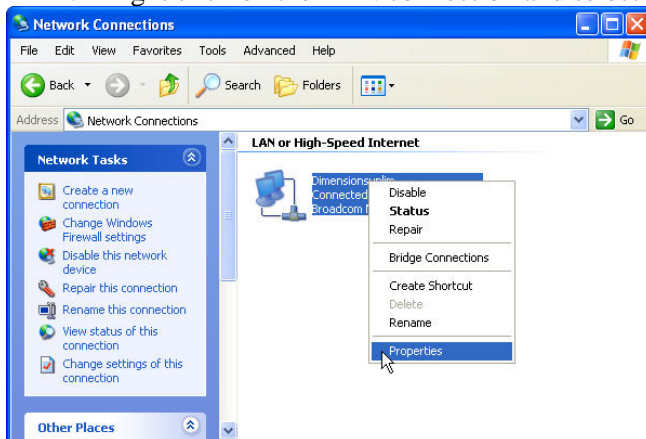 Network Connections
File Edit View Favorites Tools Advanced Help
Back Search Folders
Address Network Connections Go
Network Tasks
Create a new
connection
Change Windows
Firewall settings
Disable this network
device
Repair this connection
Rename this connection
View status of this
connection
Change settings of this
connection
Other Places
LAN or High-Speed Internet
Connected
Broadcom
Disable
Status
Repair
Bridge Connections
Create Shortcut
Delete
Rename
Properties